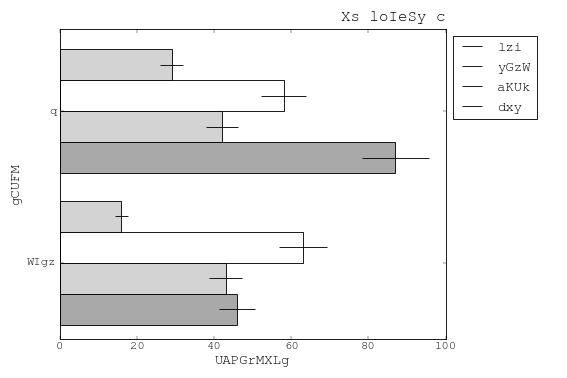 Xs loIeSy c
lzi
yGzW
aKUk
dxy
gCUFM
q
WIgz
0 20 40 60 80 100
UAPGrMXLg